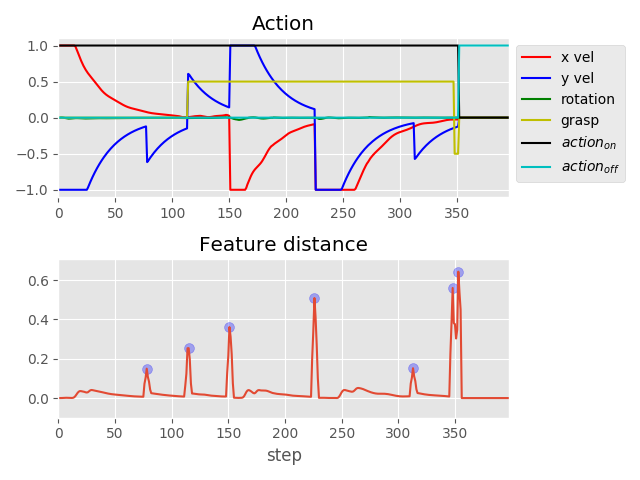 Action
1.0
0.5
0.0
−0.5
−1.0
0 50 100 150 200 250 300 350
x vel
y vel
rotation
grasp
action_on
action_off
Feature distance
0.6
0.4
0.2
0.0
0 50 100 150 200 250 300 350
step